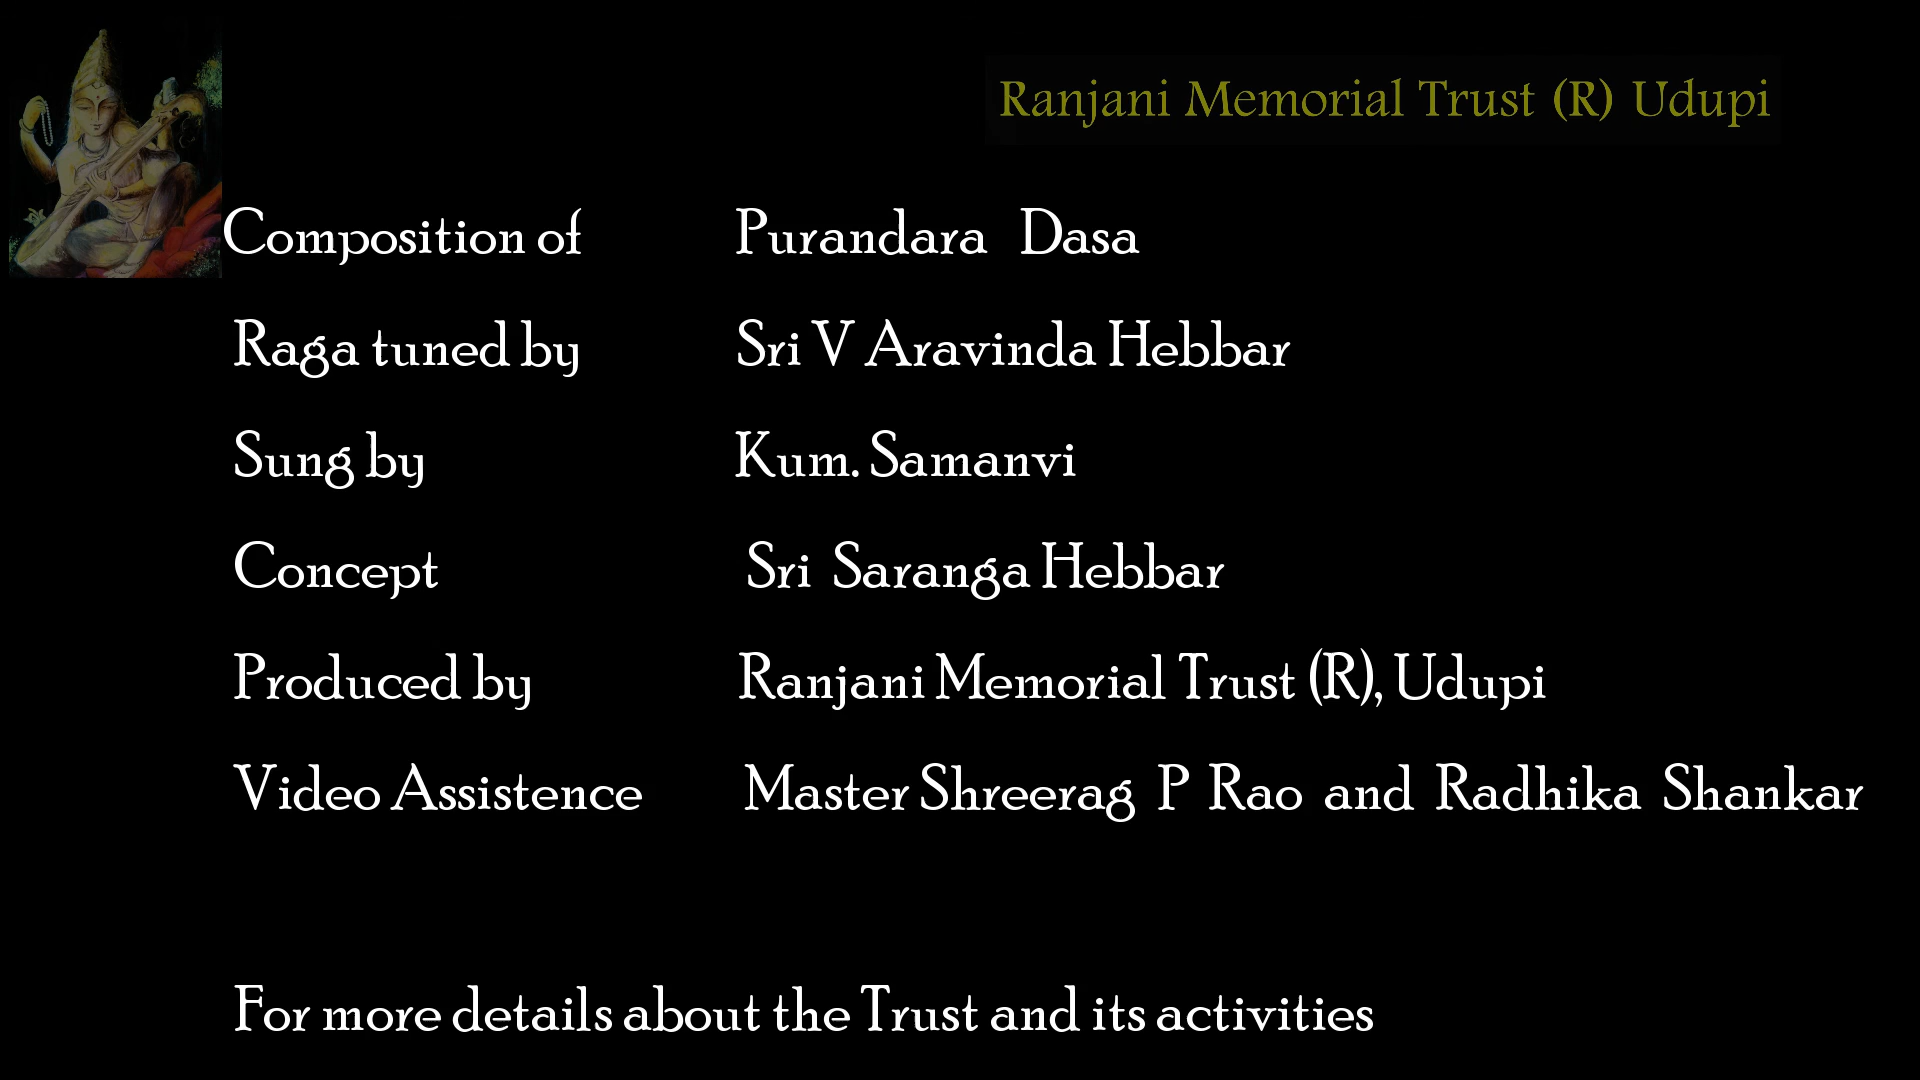 Ranjani Memorial Trust (R) Udupi
Composition of Purandara Dasa
Raga tuned by Sri V Aravinda Hebbar
Sung by Kum. Samanvi
Concept Sri Saranga Hebbar
Produced by Ranjani Memorial Trust (R), Udupi
Video Assistence Master Shreerag P Rao and Radhika Shankar
For more details about the Trust and its activities